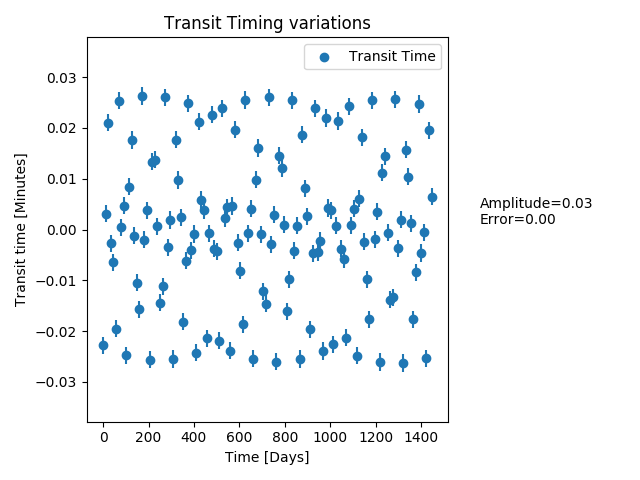 Transit Timing variations
Transit Time
Transit time [Minutes]
0.03
0.02
0.01
0.00
−0.01
−0.02
−0.03
0 200 400 600 800 1000 1200 1400
Time [Days]
Amplitude=0.03
Error=0.00